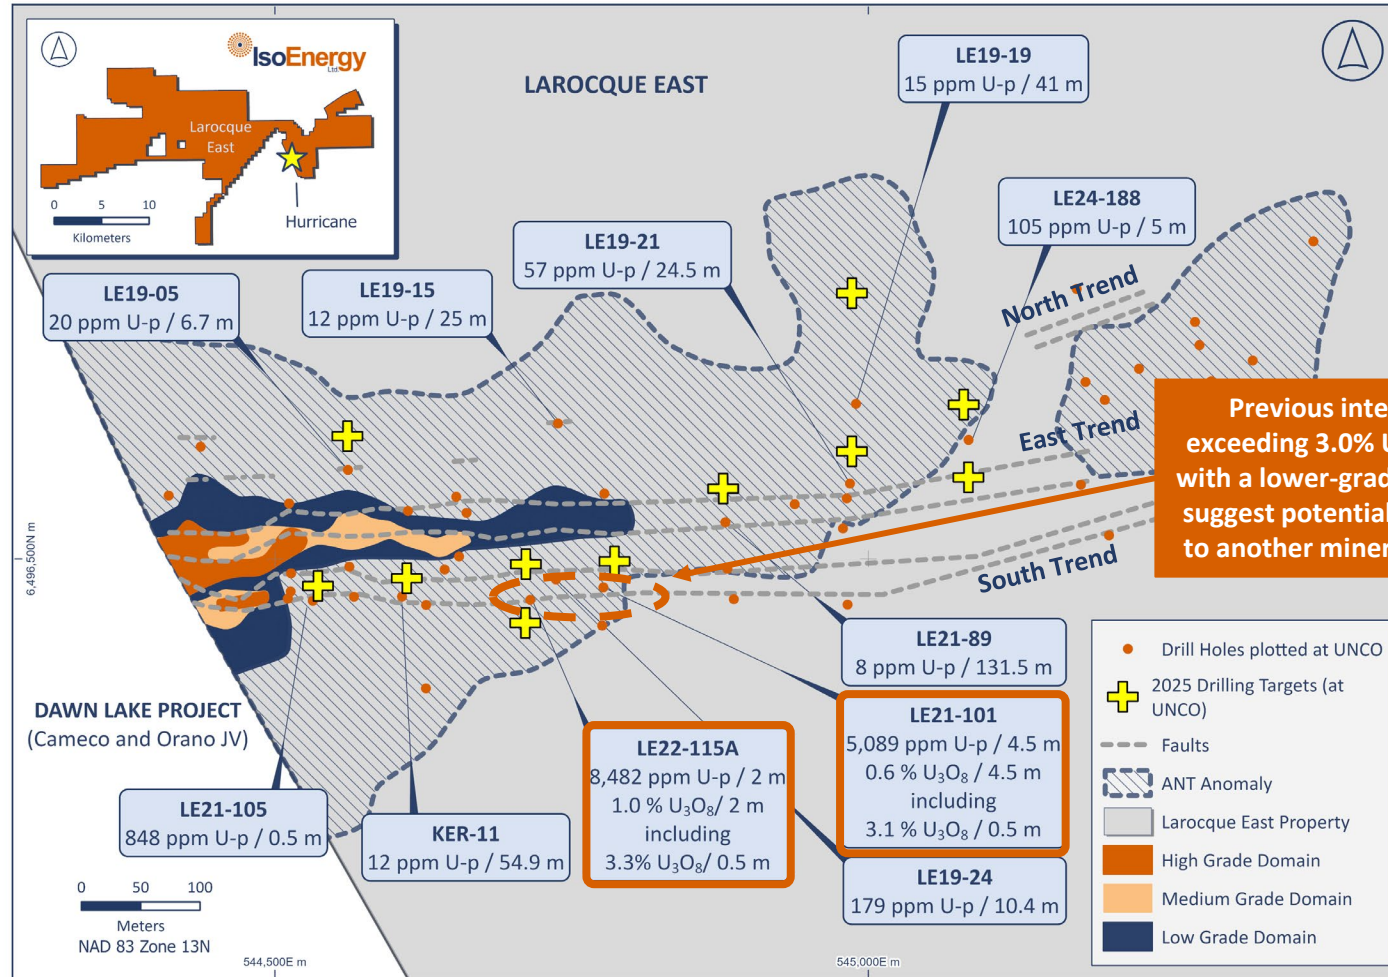 IsoEnergy
Ltd.
Larocque
East
0 5 10
Kilometers
Hurricane
LAROCQUE EAST
LE19-19
15 ppm U-p / 41 m
LE24-188
105 ppm U-p / 5 m
LE19-21
57 ppm U-p / 24.5 m
LE19-05
20 ppm U-p / 6.7 m
LE19-15
12 ppm U-p / 25 m
North Trend
East Trend
South Trend
Previous inte
exceeding 3.0% U
with a lower-grad
suggest potential
to another miner
6,496,500N m
LE21-89
8 ppm U-p / 131.5 m
LE21-101
5,089 ppm U-p / 4.5 m
0.6 % U₃O₈ / 4.5 m
including
3.1 % U₃O₈ / 0.5 m
LE22-115A
8,482 ppm U-p / 2 m
1.0 % U₃O₈/ 2 m
including
3.3% U₃O₈/ 0.5 m
LE19-24
179 ppm U-p / 10.4 m
DAWN LAKE PROJECT
(Cameco and Orano JV)
LE21-105
848 ppm U-p / 0.5 m
KER-11
12 ppm U-p / 54.9 m
0 50 100
Meters
NAD 83 Zone 13N
544,500E m
545,000E m
Drill Holes plotted at UNCO
2025 Drilling Targets (at
UNCO)
Faults
ANT Anomaly
Larocque East Property
High Grade Domain
Medium Grade Domain
Low Grade Domain